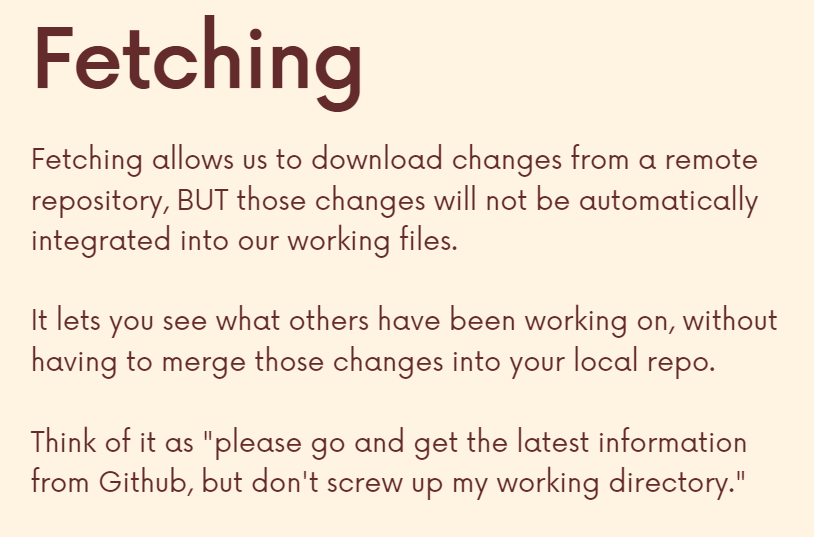 Fetching
Fetching allows us to download changes from a remote
repository, BUT those changes will not be automatically
integrated into our working files.
It lets you see what others have been working on, without
having to merge those changes into your local repo.
Think of it as "please go and get the latest information
from Github, but don't screw up my working directory."